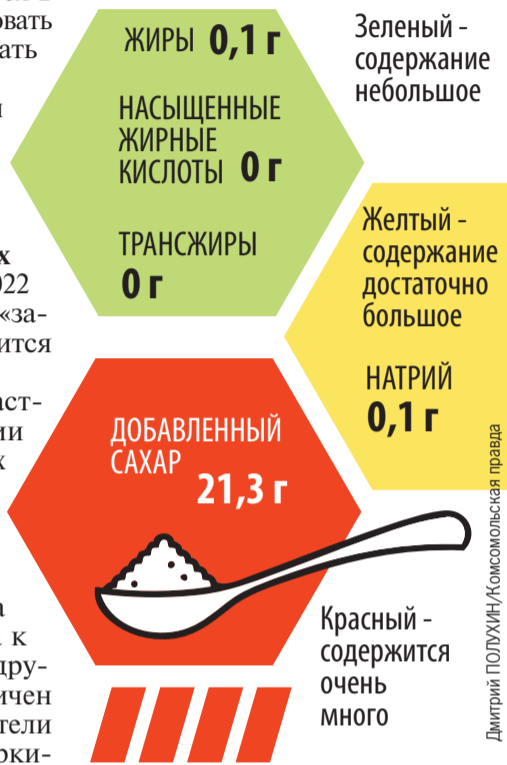 ЖИРЫ 0,1 г
НАСЫЩЕННЫЕ
ЖИРНЫЕ
КИСЛОТЫ 0 г
ТРАНСЖИРЫ
0 г
Зеленый -
содержание
небольшое
Желтый -
содержание
достаточно
большое
НАТРИЙ
0,1 г
ДОБАВЛЕННЫЙ
САХАР
21,3 г
Красный -
содержится
очень
много
Дмитрий ПОЛУХИН/Комсомольская правда